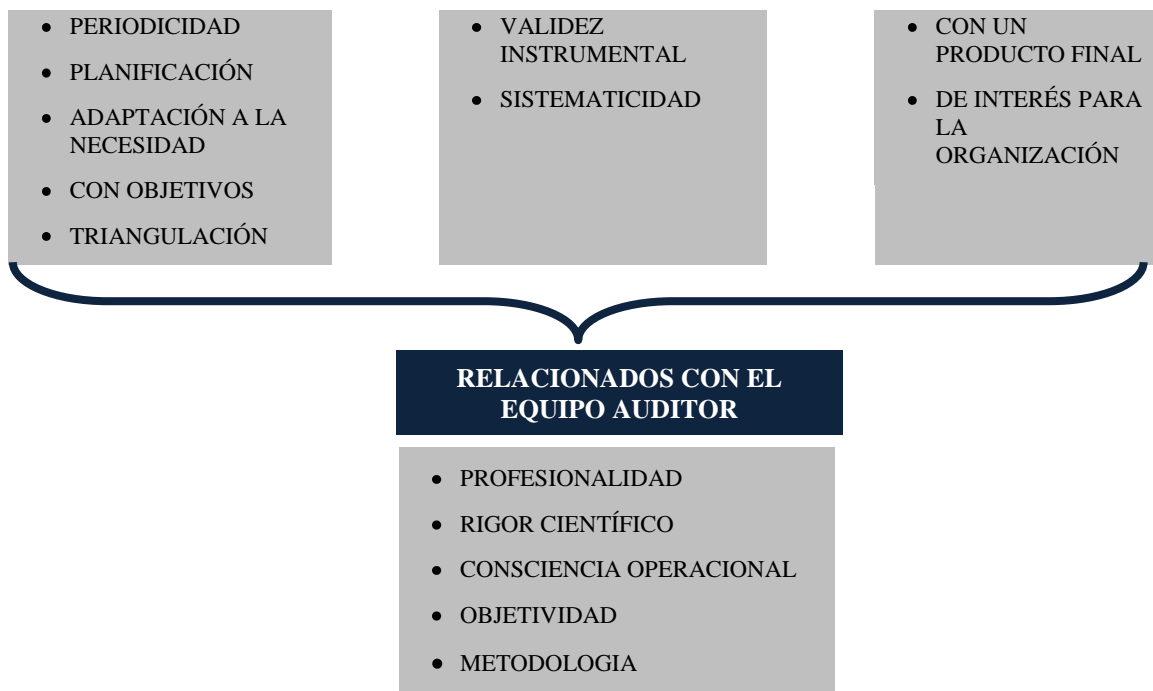 • PERIODICIDAD
• PLANIFICACIÓN
• ADAPTACIÓN A LA
NECESIDAD
• CON OBJETIVOS
• TRIANGULACIÓN
• VALIDEZ
INSTRUMENTAL
• SISTEMATICIDAD
• CON UN
PRODUCTO FINAL
• DE INTERÉS PARA
LA
ORGANIZACIÓN
RELACIONADOS CON EL
EQUIPO AUDITOR
• PROFESIONALIDAD
• RIGOR CIENTÍFICO
• CONSCIENCIA OPERACIONAL
• OBJETIVIDAD
• METODOLOGIA